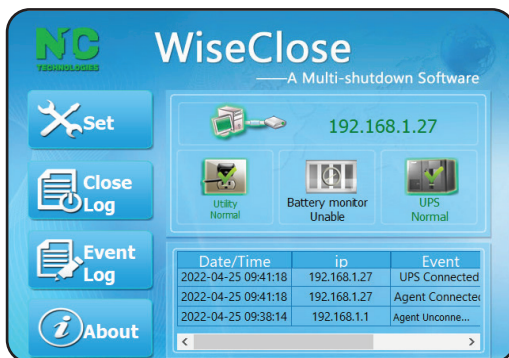 NC
TECHNOLOGIES
WiseClose
—A Multi-shutdown Software
Set
Close
Log
Event
Log
About
192.168.1.27
Utility
Normal
Battery monitor
Unable
UPS
Normal
Date/Time ip Event
2022-04-25 09:41:18 192.168.1.27 UPS Connected
2022-04-25 09:41:18 192.168.1.27 Agent Connected
2022-04-25 09:38:14 192.168.1.1 Agent Unconne...